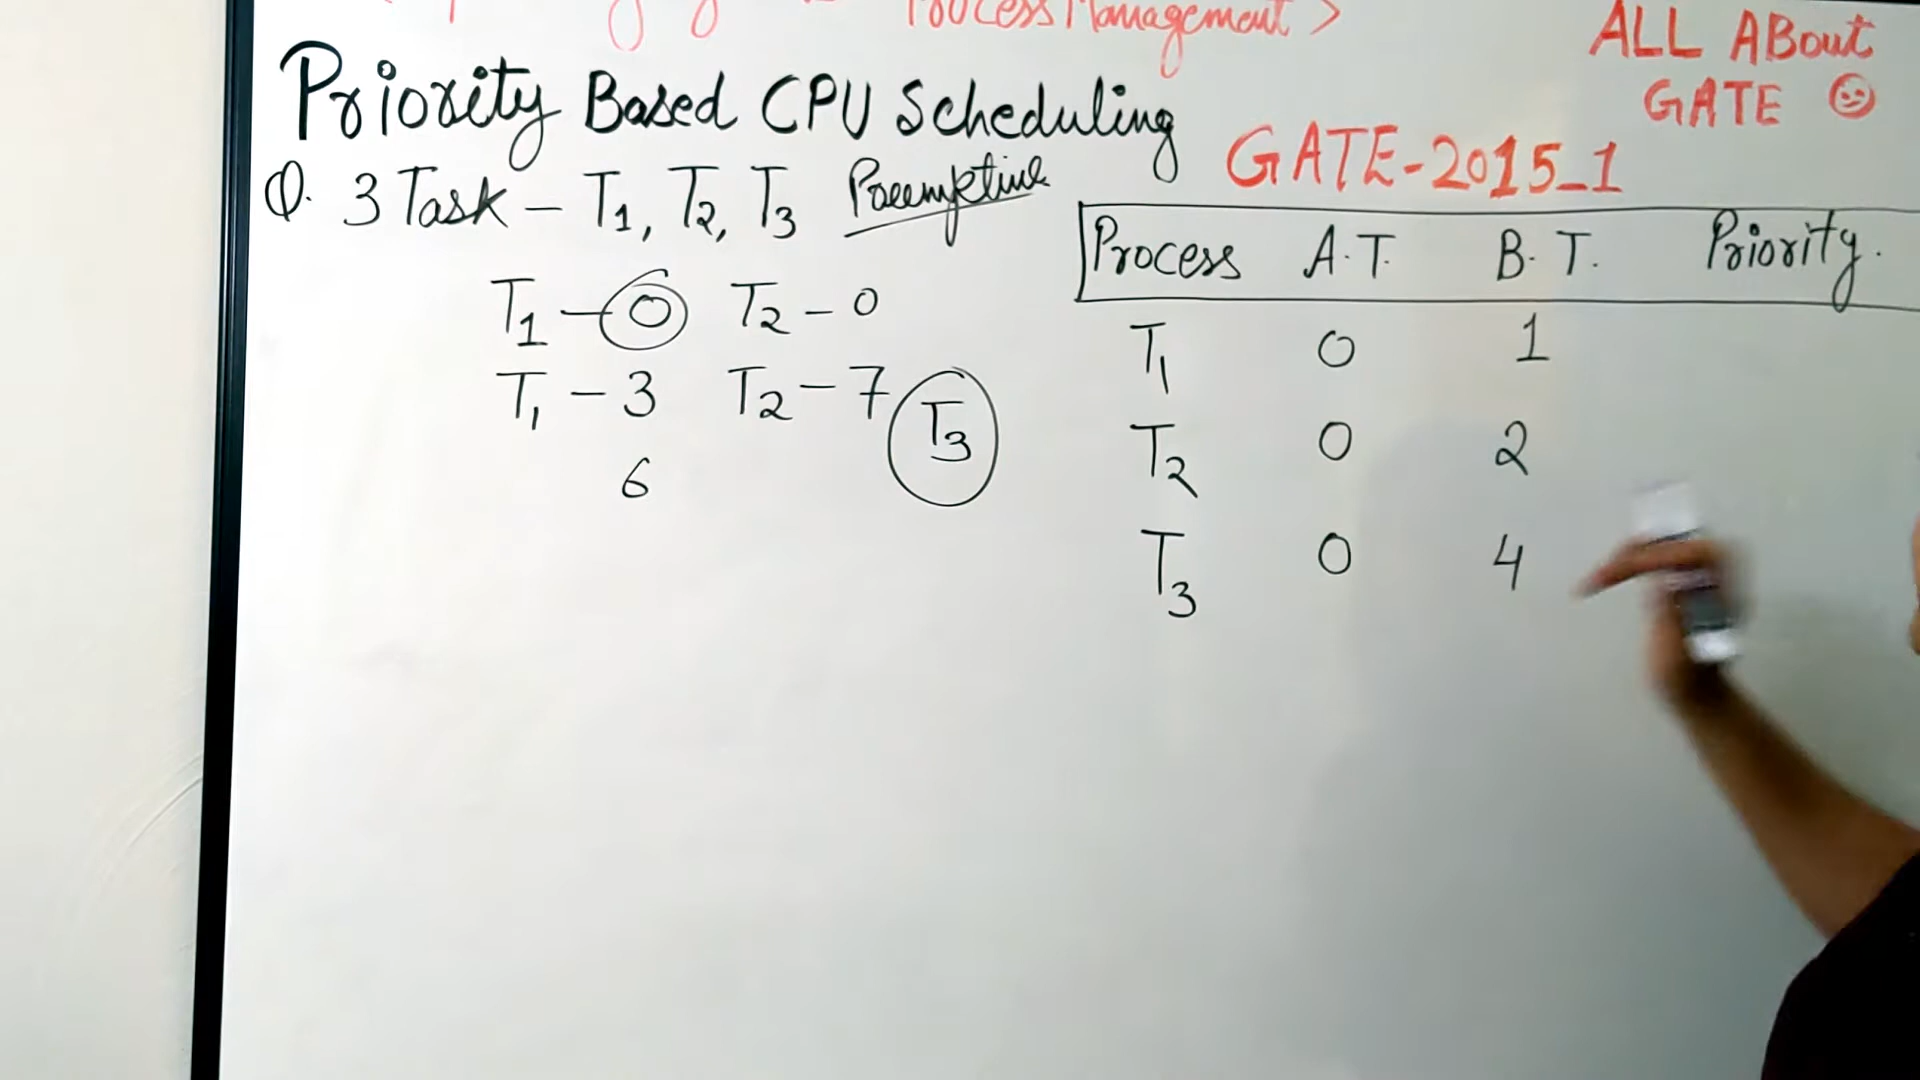 Process Management >
ALL ABout
GATE
Priority Based CPU Scheduling
GATE-2015_1
Q. 3 Task - T1, T2, T3 Preemptive
Process A.T. B.T. Priority.
T1 - 0 T2 - 0
T1 - 3 T2 - 7 T3
6
T1 0 1
T2 0 2
T3 0 4